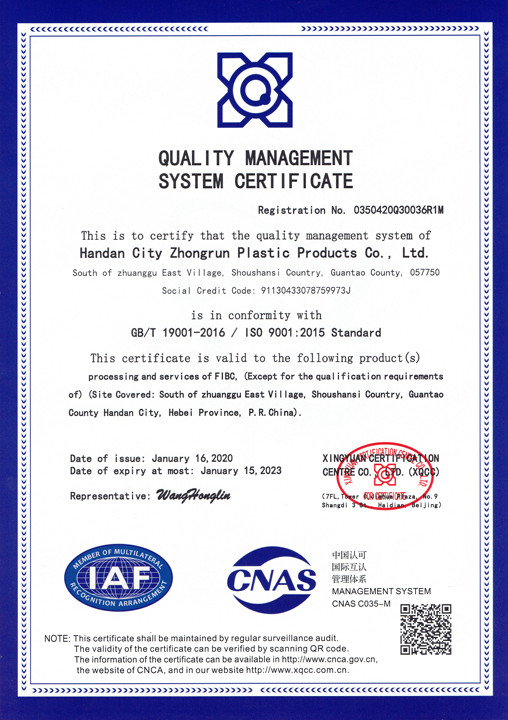 QUALITY MANAGEMENT
SYSTEM CERTIFICATE
Registration No. 0350420Q30036R1M
This is to certify that the quality management system of
Handan City Zhongrun Plastic Products Co., Ltd.
South of zhuanggu East Village, Shoushansi Country, Guantao County, 057750
Social Credit Code: 91130433078759973J
is in conformity with
GB/T 19001-2016 / ISO 9001:2015 Standard
This certificate is valid to the following product(s)
processing and services of FIBC, (Except for the qualification requirements
of) (Site Covered: South of zhuanggu East Village, Shoushansi Country, Guantao
County Handan City, Hebei Province, P.R.China).
Date of issue: January 16, 2020
Date of expiry at most: January 15, 2023
Representative: WangHonglin
XINGYUAN CERTIFICATION
CENTRE CO., LTD. (XQCC)
(7FL, Tower Plaza, No.9
Shangdi 3 St., Haidian, Beijing)
MEMBER OF MULTILATERAL
IAF
RECOGNITION ARRANGEMENT
CNAS
中国认可
国际互认
管理体系
MANAGEMENT SYSTEM
CNAS C035-M
NOTE: This certificate shall be maintained by regular surveillance audit.
The validity of the certificate can be verified by scanning QR code.
The information of the certificate can be available in http://www.cnca.gov.cn,
the website of CNCA, and in our website http://www.xqcc.com.cn.